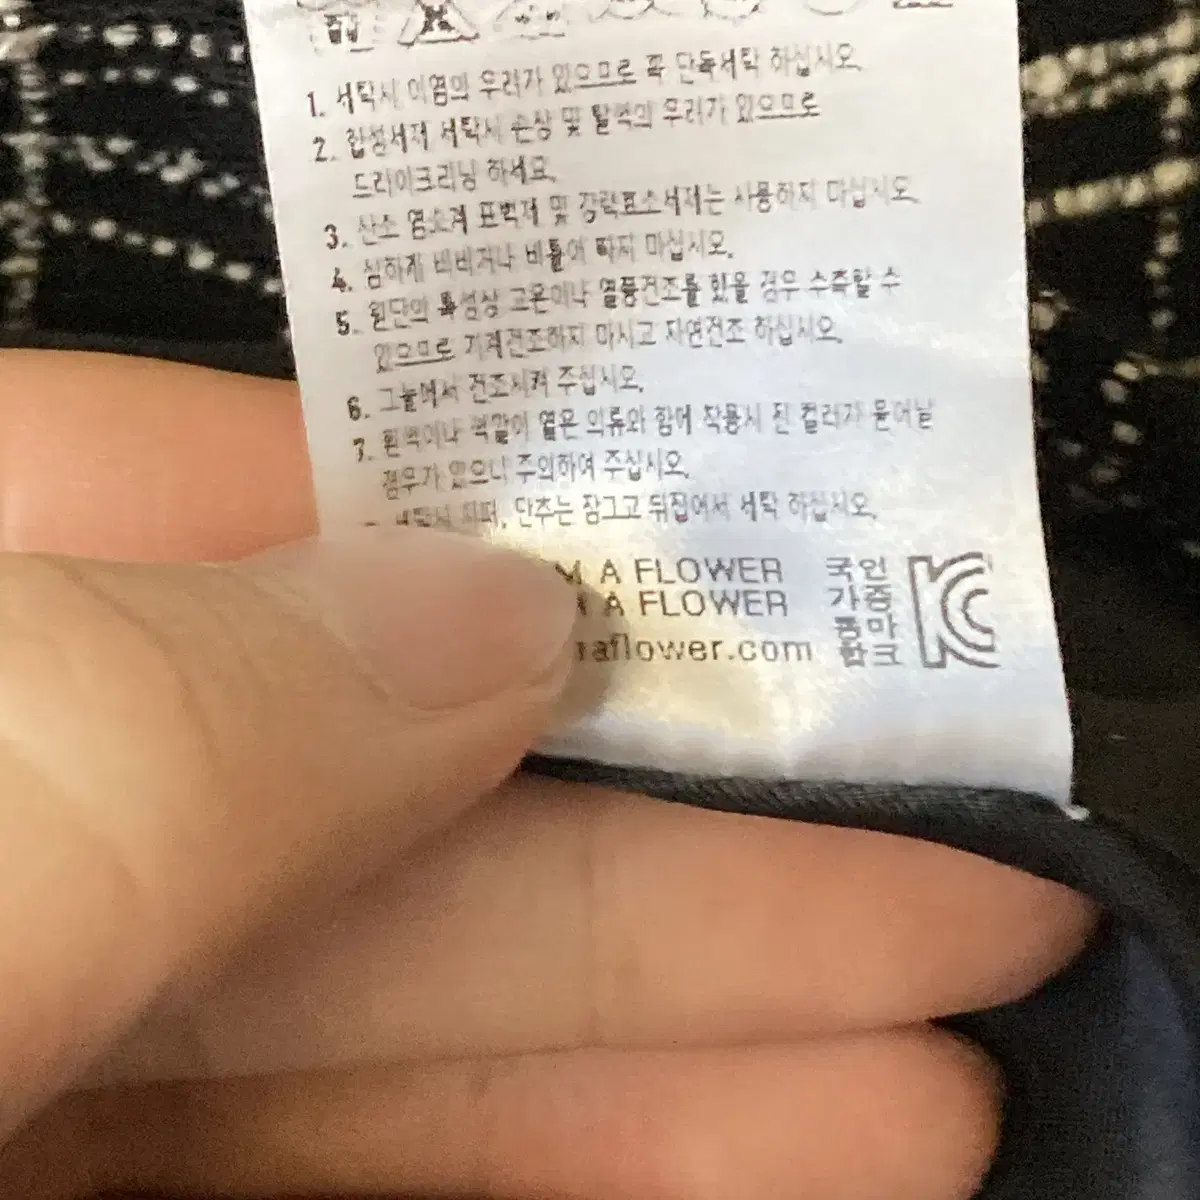 1. 세탁시 이염의 우려가 있으므로 꼭 단독세탁 하십시오.
2. 합성세제 세탁시 손상 및 탈색의 우려가 있으므로
드라이크리닝 하세요.
3. 산소 염소계 표백제 및 강력효소세제는 사용하지 마십시오.
4. 심하게 비비거나 비틀어 짜지 마십시오.
5. 원단의 특성상 고온이나 열풍건조를 했을 경우 수축할 수
있으므로 기계건조하지 마시고 자연건조 하십시오.
6. 그늘에서 건조시켜 주십시오.
7. 흰색이나 색깔이 옅은 의류와 함께 착용시 진 컬러가 묻어날
경우가 있으니 주의하여 주십시오.
세탁시 지퍼, 단추는 잠그고 뒤집어서 세탁 하십시오.
M A FLOWER
A FLOWER
aflower.com
국인
가증
통마
합크
KC